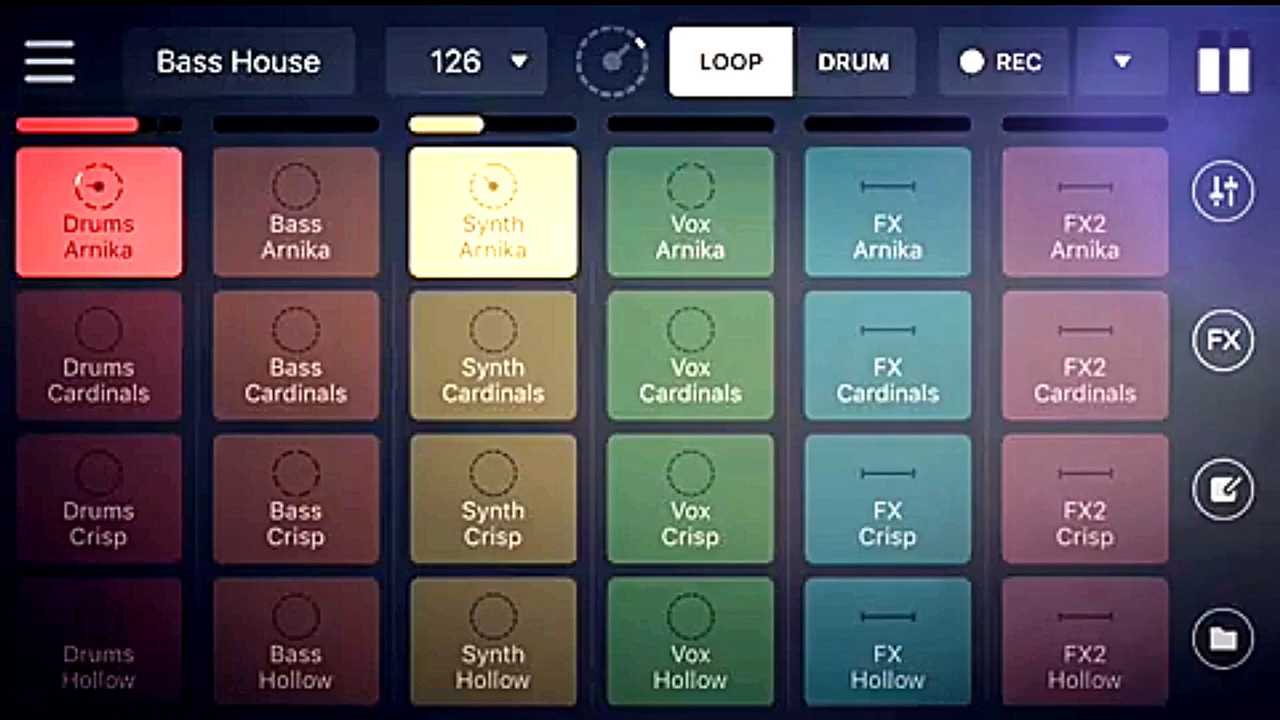 Bass House
126
LOOP
DRUM
REC
Drums
Arnika
Bass
Arnika
Synth
Arnika
Vox
Arnika
FX
Arnika
FX2
Arnika
Drums
Cardinals
Bass
Cardinals
Synth
Cardinals
Vox
Cardinals
FX
Cardinals
FX2
Cardinals
FX
Drums
Crisp
Bass
Crisp
Synth
Crisp
Vox
Crisp
FX
Crisp
FX2
Crisp
Drums
Hollow
Bass
Hollow
Synth
Hollow
Vox
Hollow
FX
Hollow
FX2
Hollow